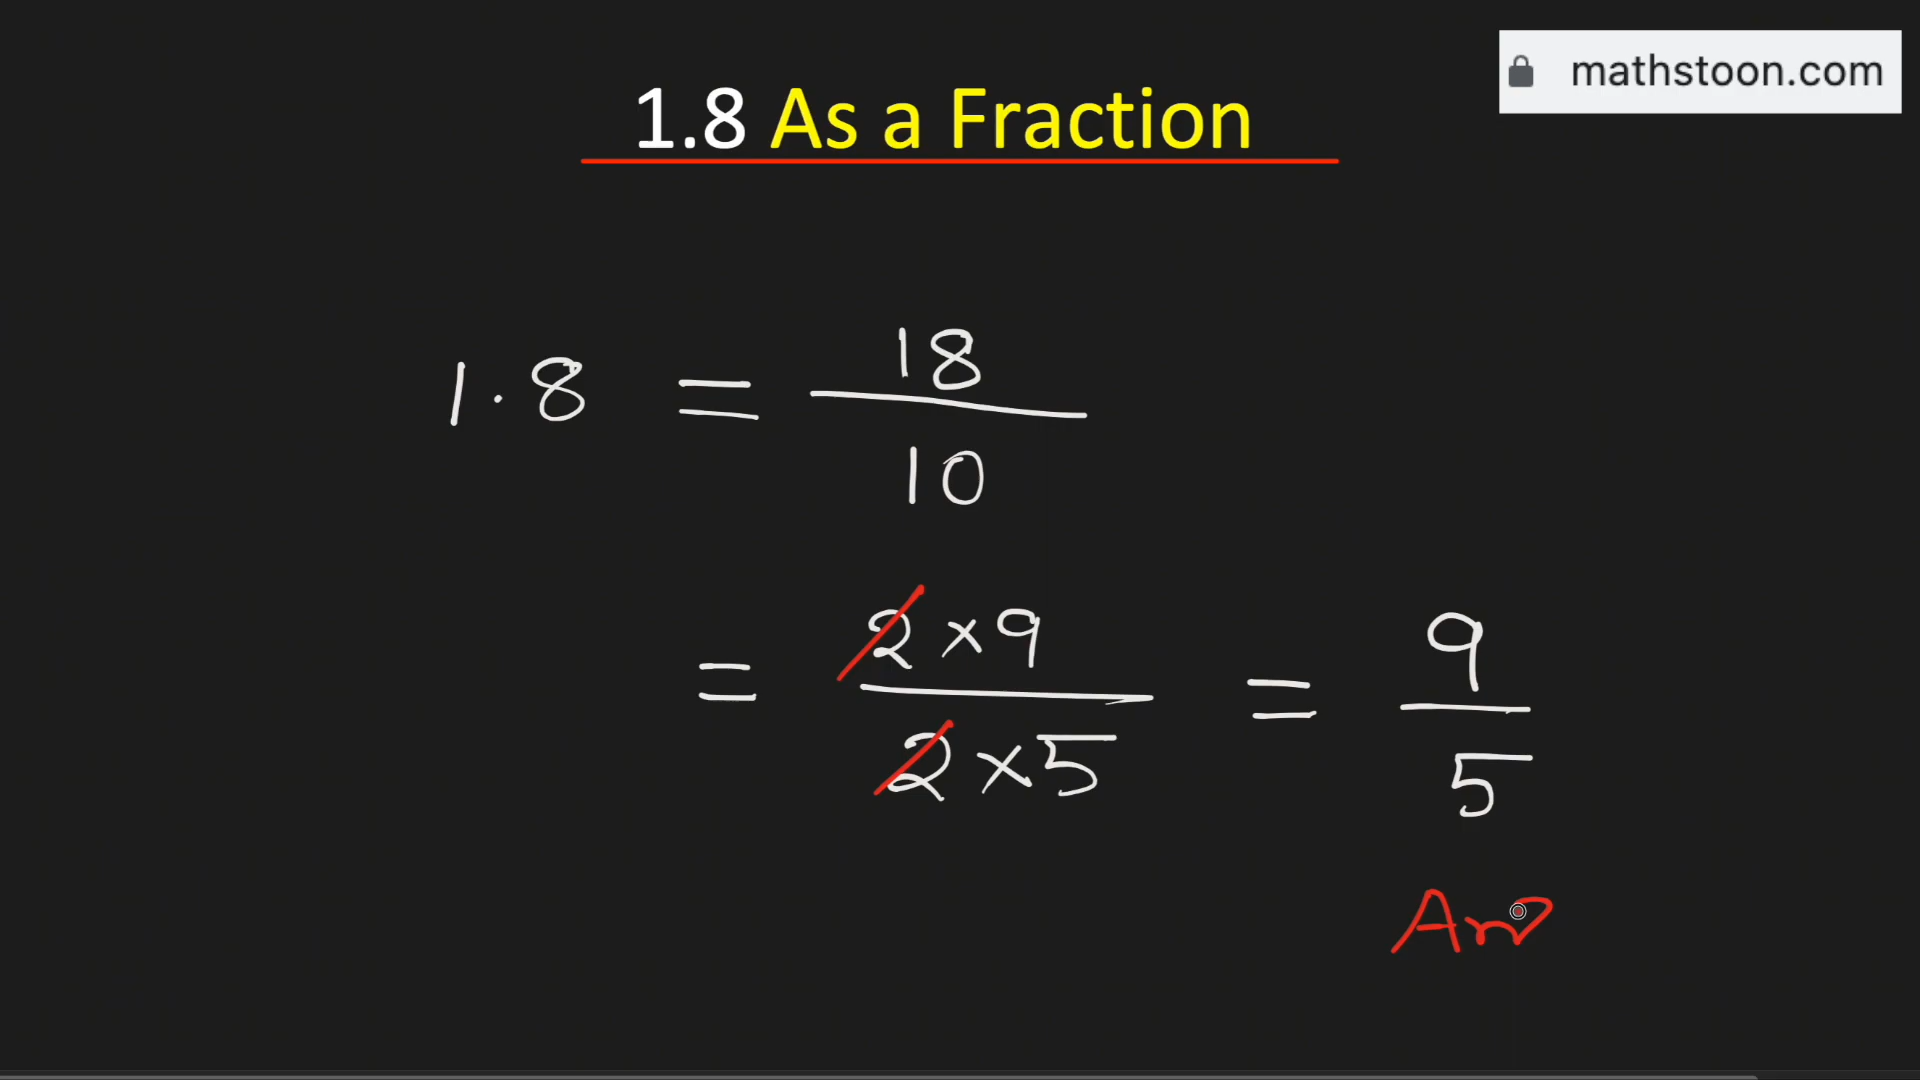 mathstoon.com
1.8 As a Fraction
1.8 = 18/10
= 2×9/2×5 = 9/5
Ans